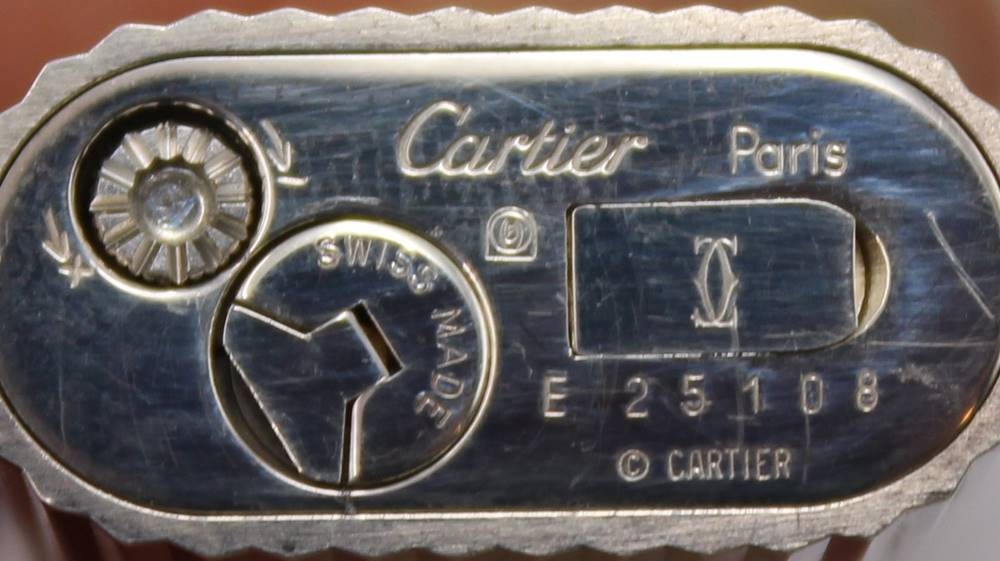 Cartier Paris
SWISS MADE
E 25108
© CARTIER